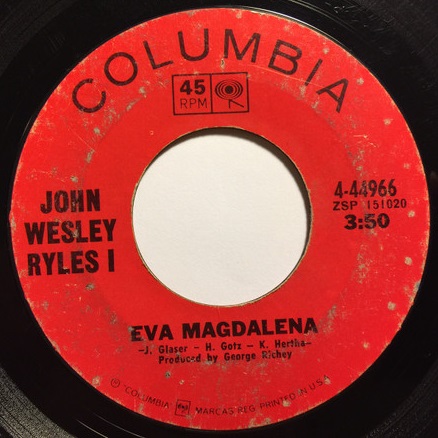 COLUMBIA
45
RPM
JOHN
WESLEY
RYLES I
4-44966
ZSP 151020
3:50
EVA MAGDALENA
-J. Glaser - H. Gotz - K. Hertha-
Produced by George Richey
℗ "COLUMBIA" MARCAS REG. PRINTED IN U.S.A.